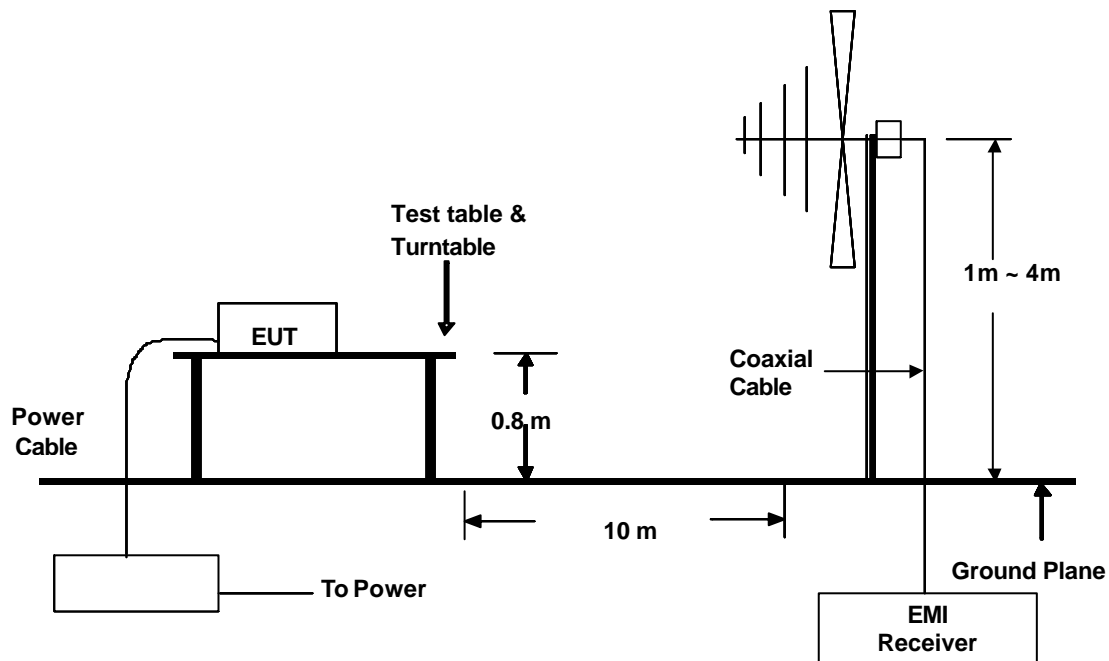 Test table &
Turntable
1m ~ 4m
EUT
Coaxial
Cable
0.8 m
Power
Cable
10 m
Ground Plane
To Power
EMI
Receiver